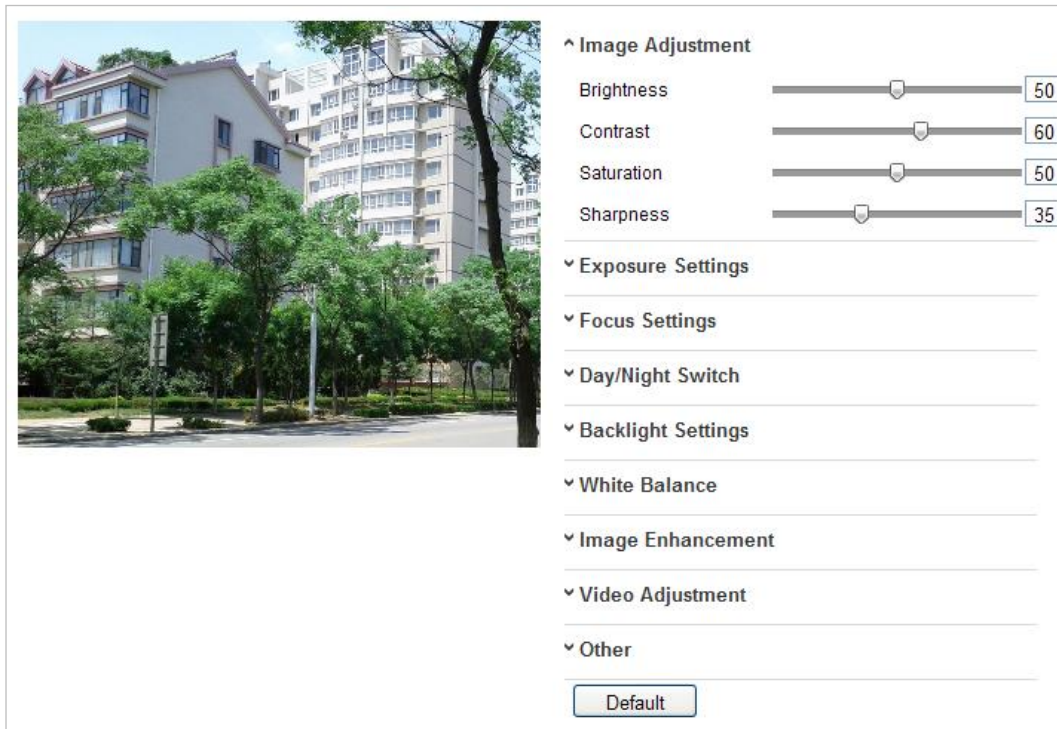 Image Adjustment
Brightness 50
Contrast 60
Saturation 50
Sharpness 35
Exposure Settings
Focus Settings
Day/Night Switch
Backlight Settings
White Balance
Image Enhancement
Video Adjustment
Other
Default